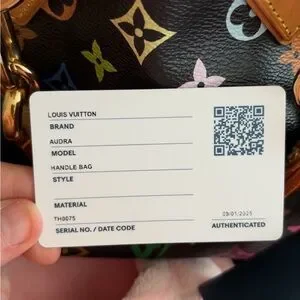 LOUIS VUITTON
BRAND
AUDRA
MODEL
HANDLE BAG
STYLE
MATERIAL
TH0075
SERIAL NO. / DATE CODE
09/01/2025
AUTHENTICATED